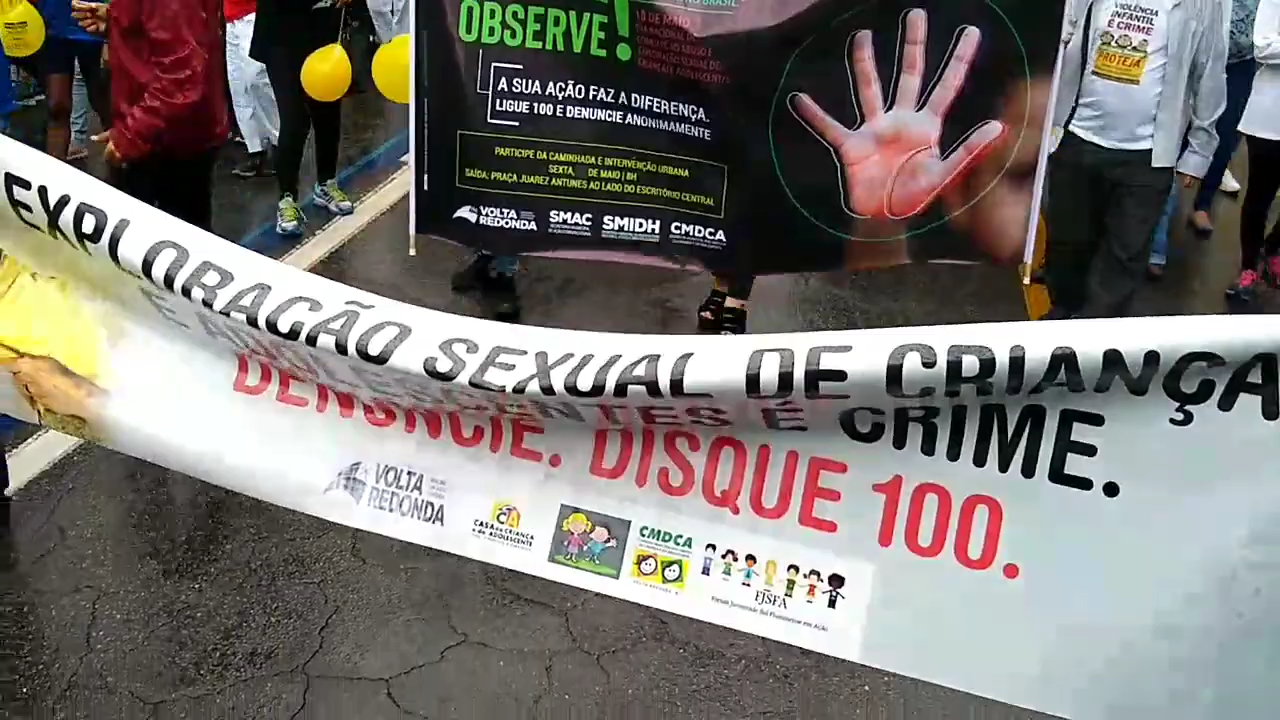 OBSERVE!
NO BRASIL
18 DE MAIO
A SUA AÇÃO FAZ A DIFERENÇA.
LIGUE 100 E DENUNCIE ANONIMAMENTE
PARTICIPE DA CAMINHADA E INTERVENÇÃO URBANA
SEXTA, DE MAIO | 8H
SAÍDA: PRAÇA JUAREZ ANTUNES AO LADO DO ESCRITÓRIO CENTRAL
VOLTA REDONDA
SMAC
SMIDH
CMDCA
VIOLÊNCIA
INFANTIL
É CRIME
PROTEJA
EXPLORAÇÃO SEXUAL DE CRIANÇA
E ADOLESCENTES É CRIME.
DENUNCIE. DISQUE 100.
VOLTA
REDONDA
CASA da CRIANÇA
e do ADOLESCENTE
CMDCA
FJSFA